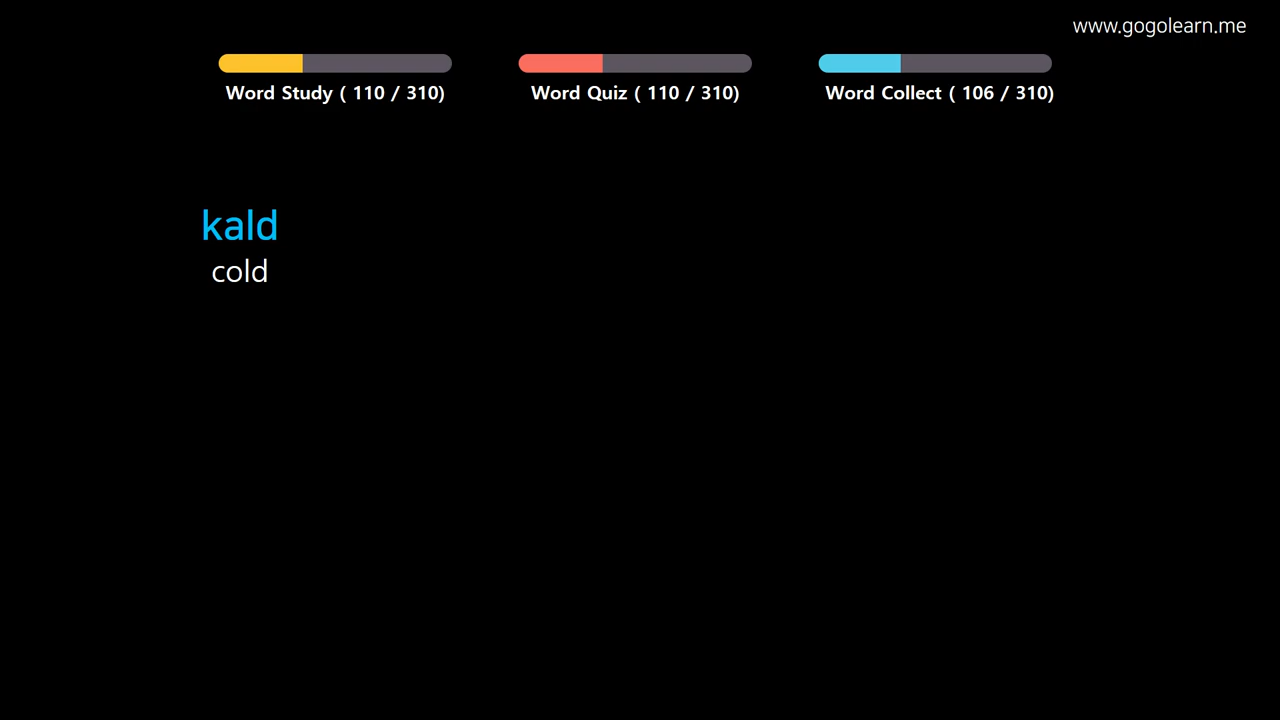 www.gogolearn.me
Word Study ( 110 / 310)
Word Quiz ( 110 / 310)
Word Collect ( 106 / 310)
kald
cold